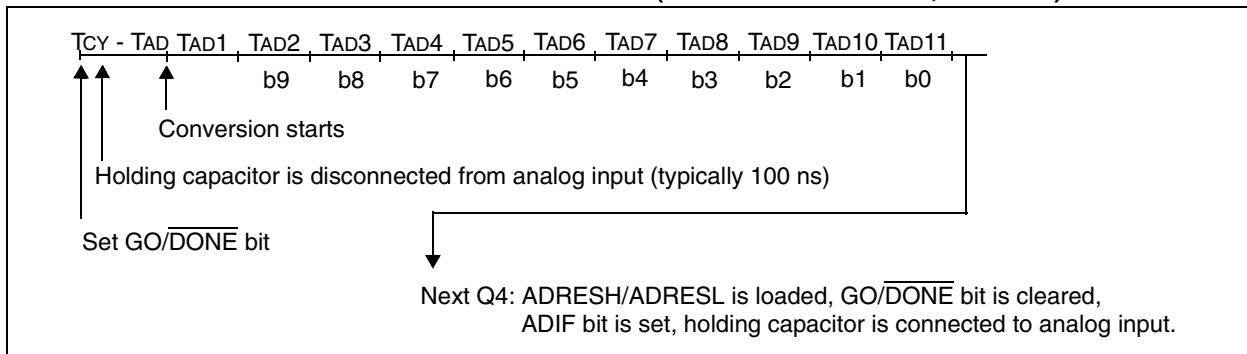 TCY - TAD TAD1 TAD2 TAD3 TAD4 TAD5 TAD6 TAD7 TAD8 TAD9 TAD10 TAD11
b9 b8 b7 b6 b5 b4 b3 b2 b1 b0
Conversion starts
Holding capacitor is disconnected from analog input (typically 100 ns)
Set GO/DONE bit
Next Q4: ADRESH/ADRESL is loaded, GO/DONE bit is cleared,
ADIF bit is set, holding capacitor is connected to analog input.